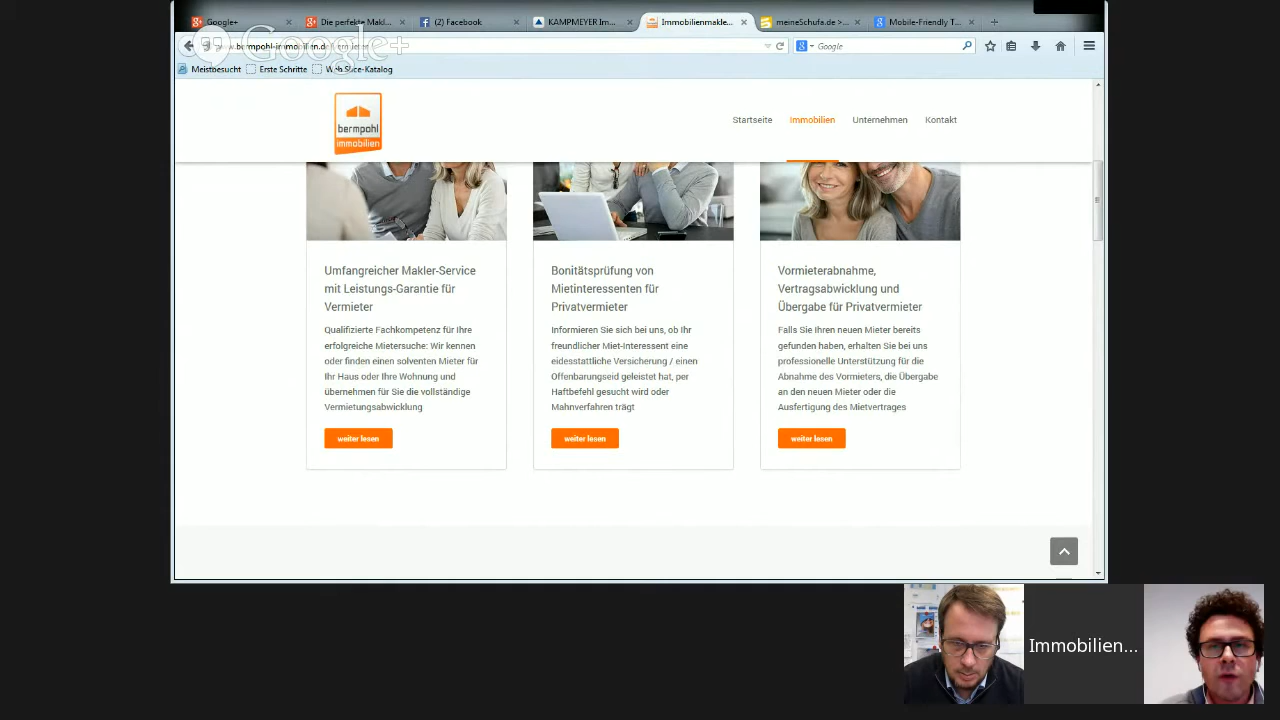 Google+
Die perfekte Makl...
(2) Facebook
KAMPMEYER Im...
Immobilienmakle...
meineSchufa.de >...
Mobile-Friendly T...
www.bermpohl-immobilien.de
Google
Google+
Meistbesucht
Erste Schritte
Web Slice-Katalog
bermpohl
immobilien
Startseite
Immobilien
Unternehmen
Kontakt
Umfangreicher Makler-Service
mit Leistungs-Garantie für
Vermieter
Qualifizierte Fachkompetenz für Ihre
erfolgreiche Mietersuche: Wir kennen
oder finden einen solventen Mieter für
Ihr Haus oder Ihre Wohnung und
übernehmen für Sie die vollständige
Vermietungsabwicklung
weiter lesen
Bonitätsprüfung von
Mietinteressenten für
Privatvermieter
Informieren Sie sich bei uns, ob Ihr
freundlicher Miet-Interessent eine
eidesstattliche Versicherung / einen
Offenbarungseid geleistet hat, per
Haftbefehl gesucht wird oder
Mahnverfahren trägt
weiter lesen
Vormieterabnahme,
Vertragsabwicklung und
Übergabe für Privatvermieter
Falls Sie Ihren neuen Mieter bereits
gefunden haben, erhalten Sie bei uns
professionelle Unterstützung für die
Abnahme des Vormieters, die Übergabe
an den neuen Mieter oder die
Ausfertigung des Mietvertrages
weiter lesen
Immobilien...